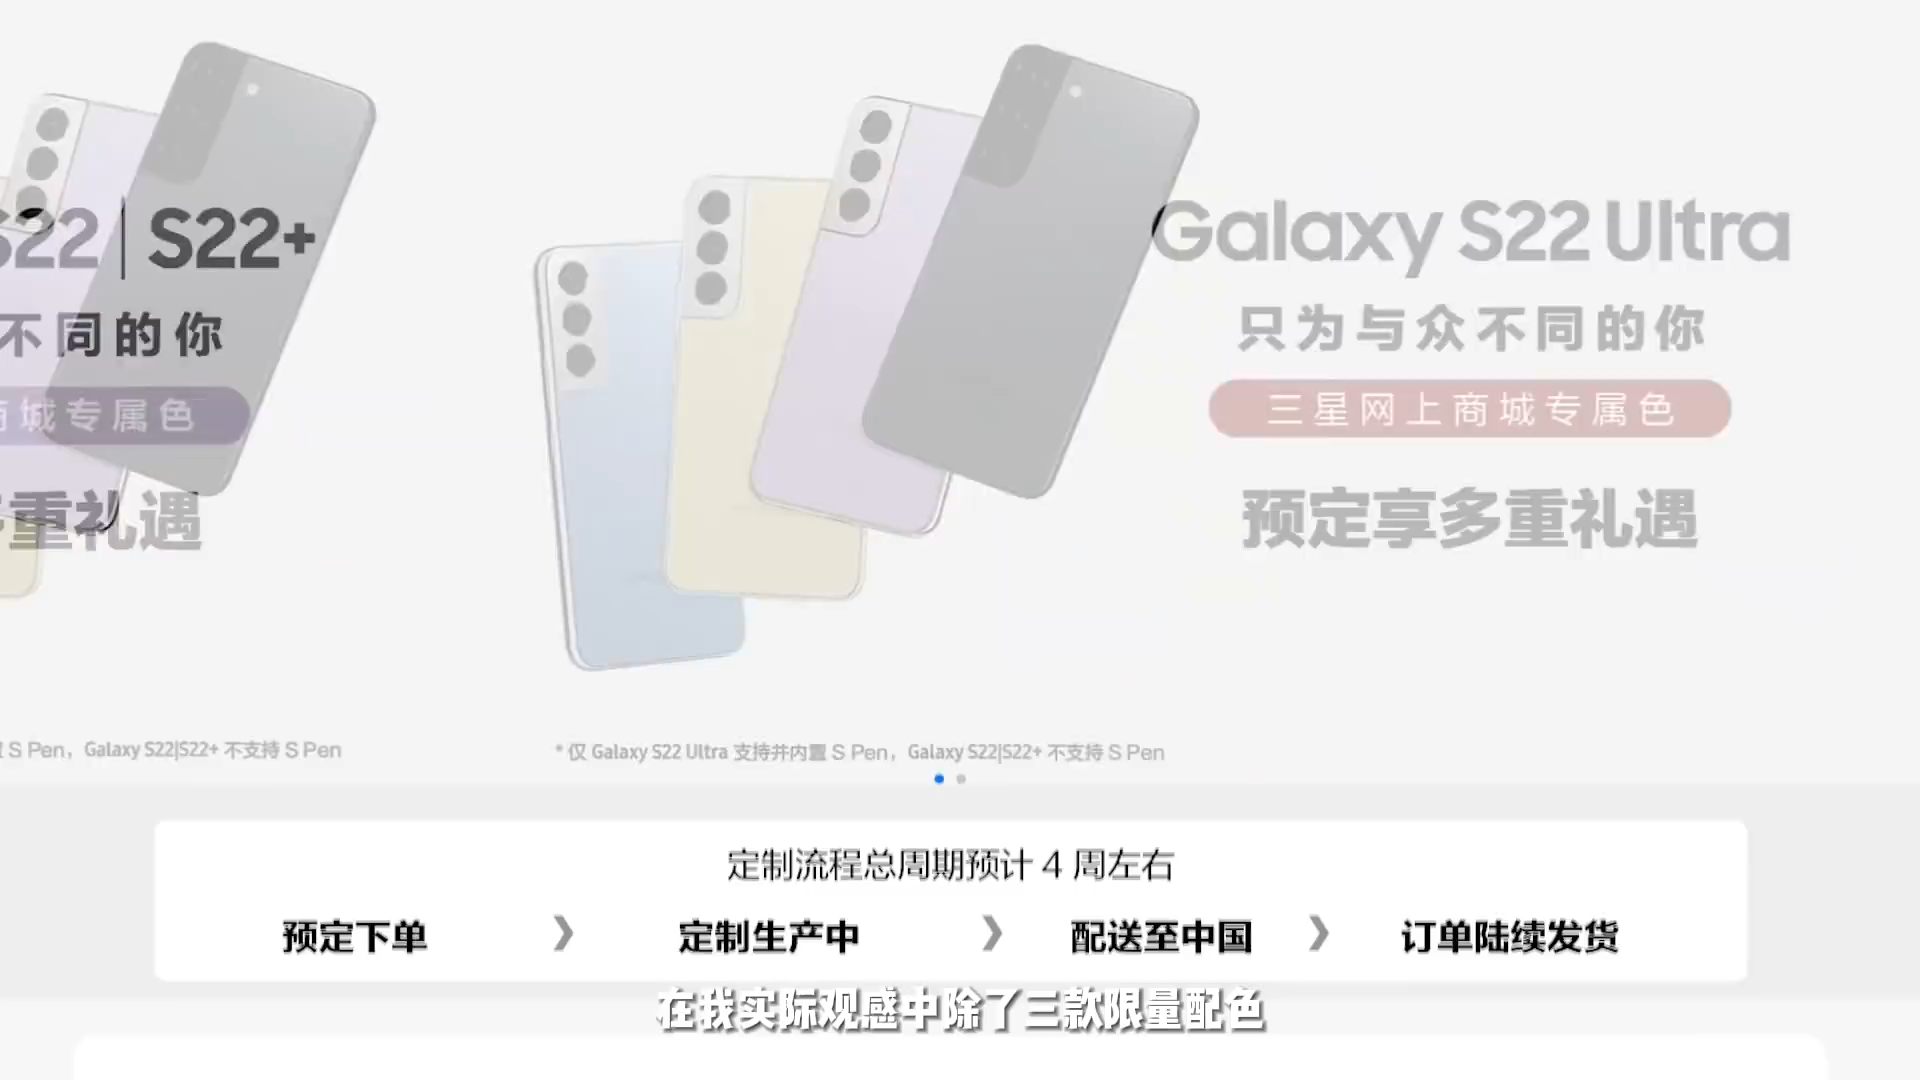 S22 | S22+
不同的你
商城专属色
多重礼遇
S Pen，Galaxy S22|S22+ 不支持 S Pen
Galaxy S22 Ultra
只为与众不同的你
三星网上商城专属色
预定享多重礼遇
* 仅 Galaxy S22 Ultra 支持并内置 S Pen，Galaxy S22|S22+ 不支持 S Pen
定制流程总周期预计 4 周左右
预定下单 > 定制生产中 > 配送至中国 > 订单陆续发货
在我实际观感中除了三款限量配色